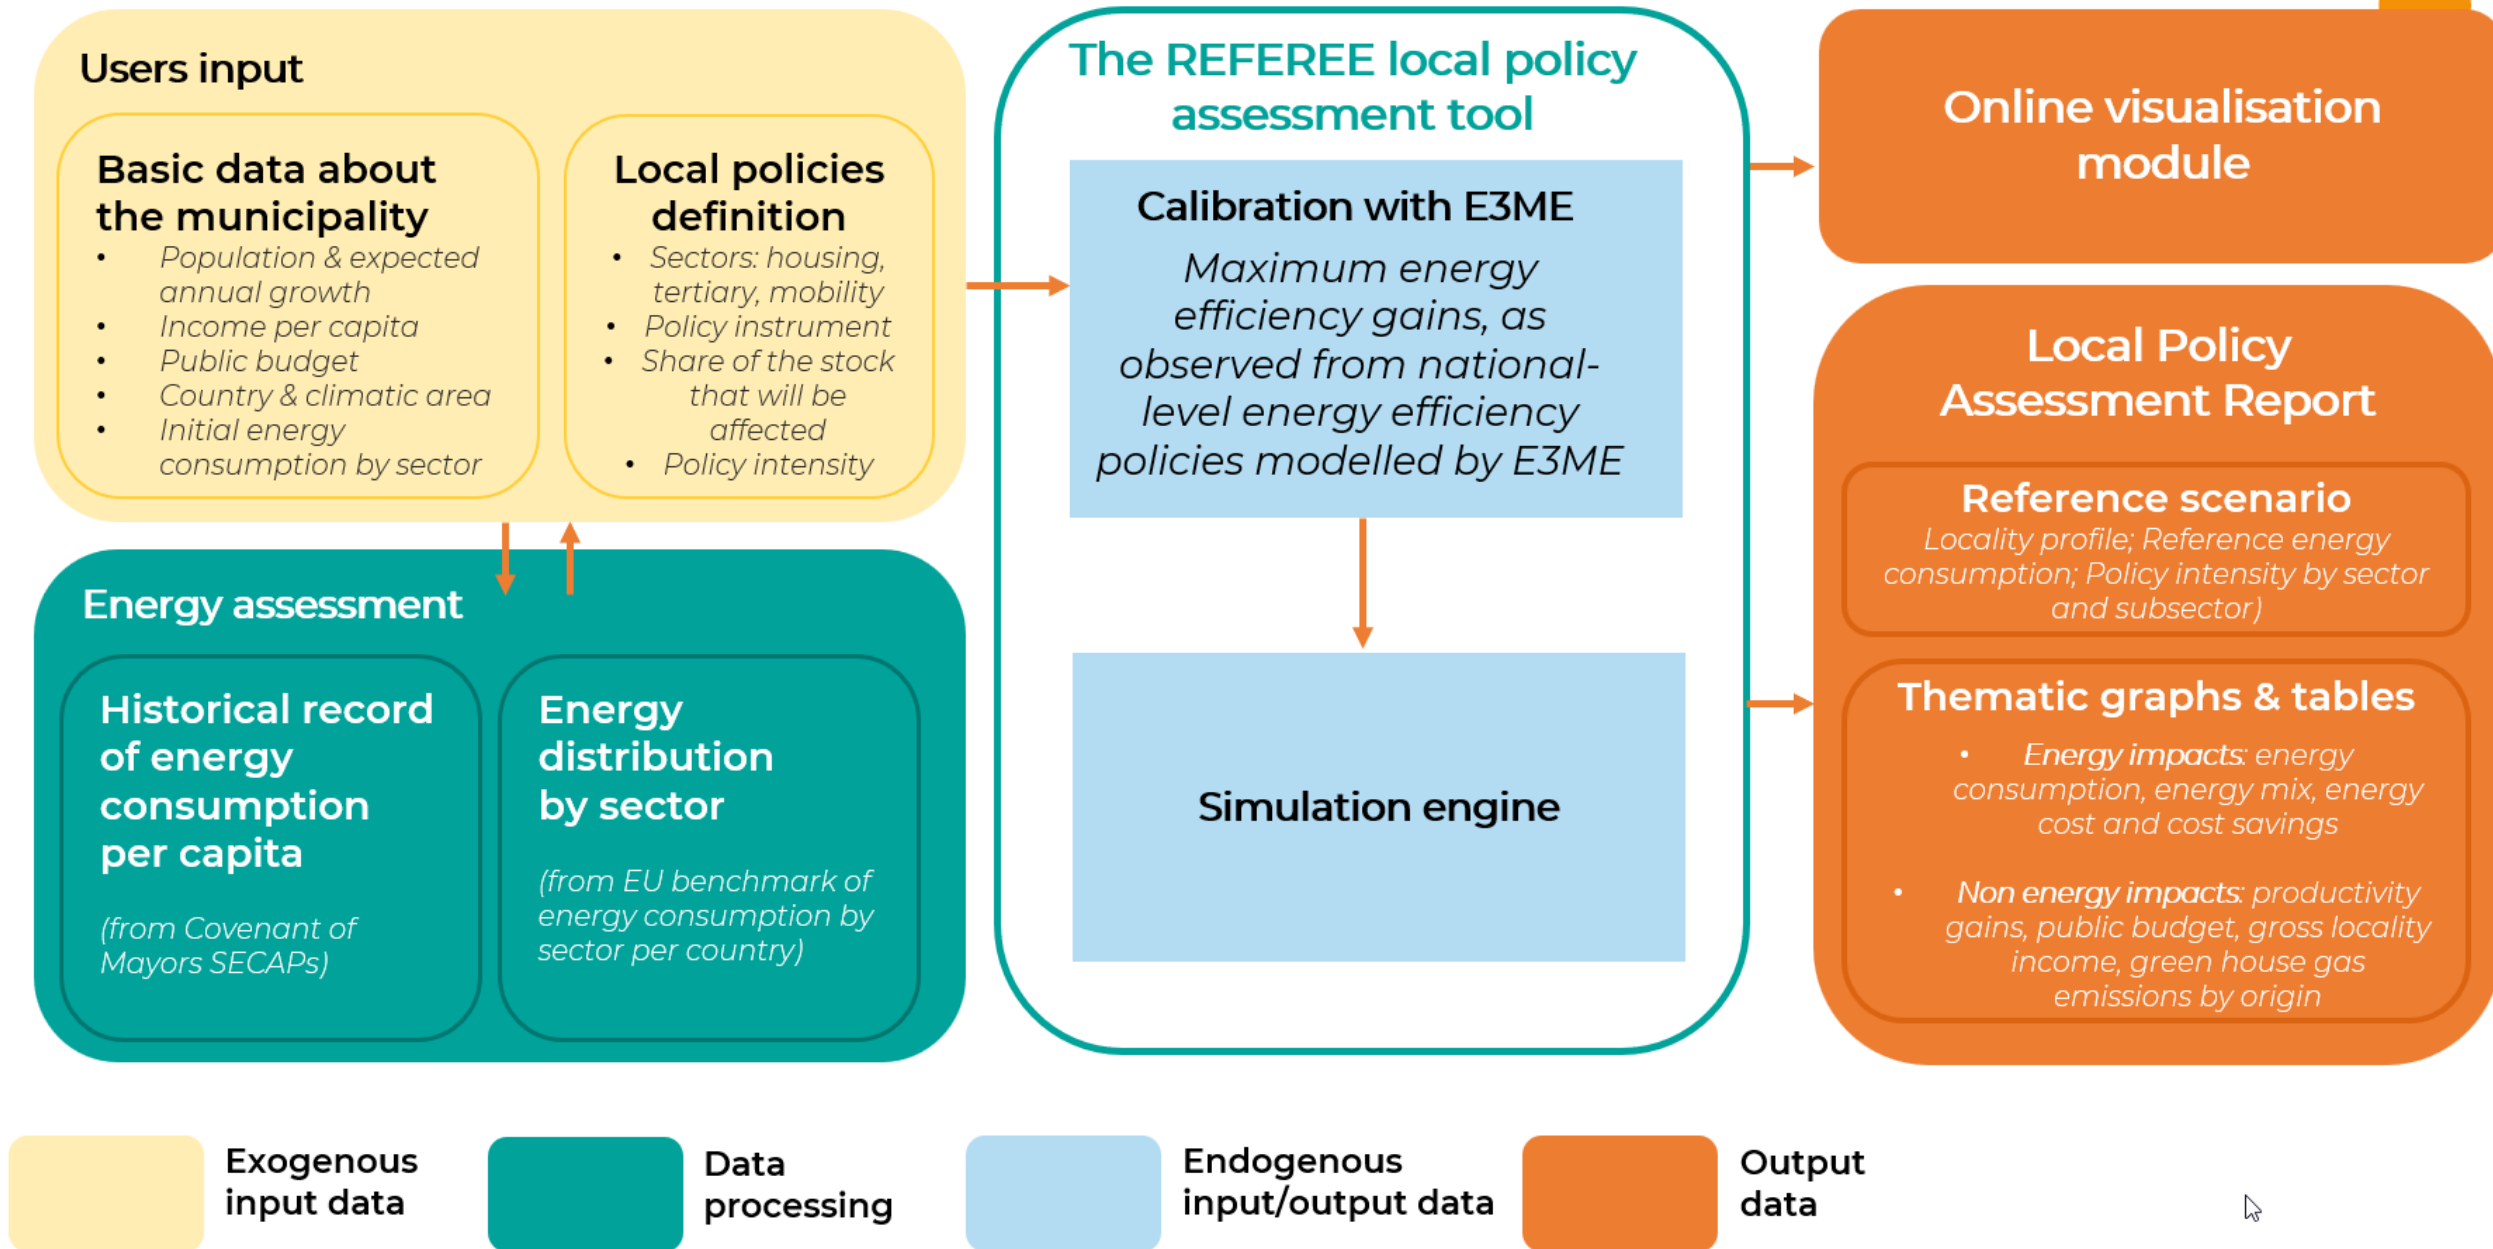 Users input
Basic data about
the municipality
• Population & expected
annual growth
• Income per capita
• Public budget
• Country & climatic area
• Initial energy
consumption by sector
Local policies
definition
• Sectors: housing,
tertiary, mobility
• Policy instrument
• Share of the stock
that will be
affected
• Policy intensity
Energy assessment
Historical record
of energy
consumption
per capita
(from Covenant of
Mayors SECAPs)
Energy
distribution
by sector
(from EU benchmark of
energy consumption by
sector per country)
The REFEREE local policy
assessment tool
Calibration with E3ME
Maximum energy
efficiency gains, as
observed from national-
level energy efficiency
policies modelled by E3ME
Simulation engine
Online visualisation
module
Local Policy
Assessment Report
Reference scenario
Locality profile; Reference energy
consumption; Policy intensity by sector
and subsector)
Thematic graphs & tables
• Energy impacts: energy
consumption, energy mix, energy
cost and cost savings
• Non energy impacts: productivity
gains, public budget, gross locality
income, green house gas
emissions by origin
Exogenous
input data
Data
processing
Endogenous
input/output data
Output
data